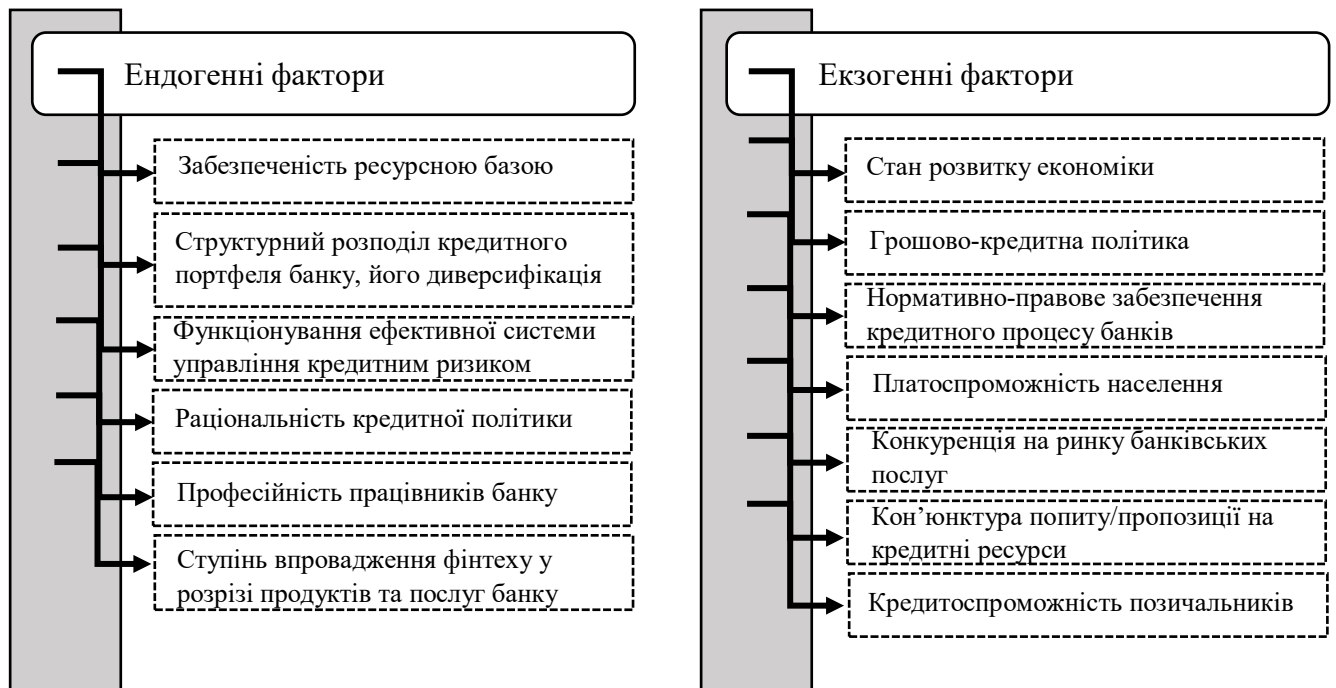 Ендогенні фактори
Забезпеченість ресурсною базою
Структурний розподіл кредитного
портфеля банку, його диверсифікація
Функціонування ефективної системи
управління кредитним ризиком
Раціональність кредитної політики
Професійність працівників банку
Ступінь впровадження фінтеху у
розрізі продуктів та послуг банку
Екзогенні фактори
Стан розвитку економіки
Грошово-кредитна політика
Нормативно-правове забезпечення
кредитного процесу банків
Платоспроможність населення
Конкуренція на ринку банківських
послуг
Кон’юнктура попиту/пропозиції на
кредитні ресурси
Кредитоспроможність позичальників